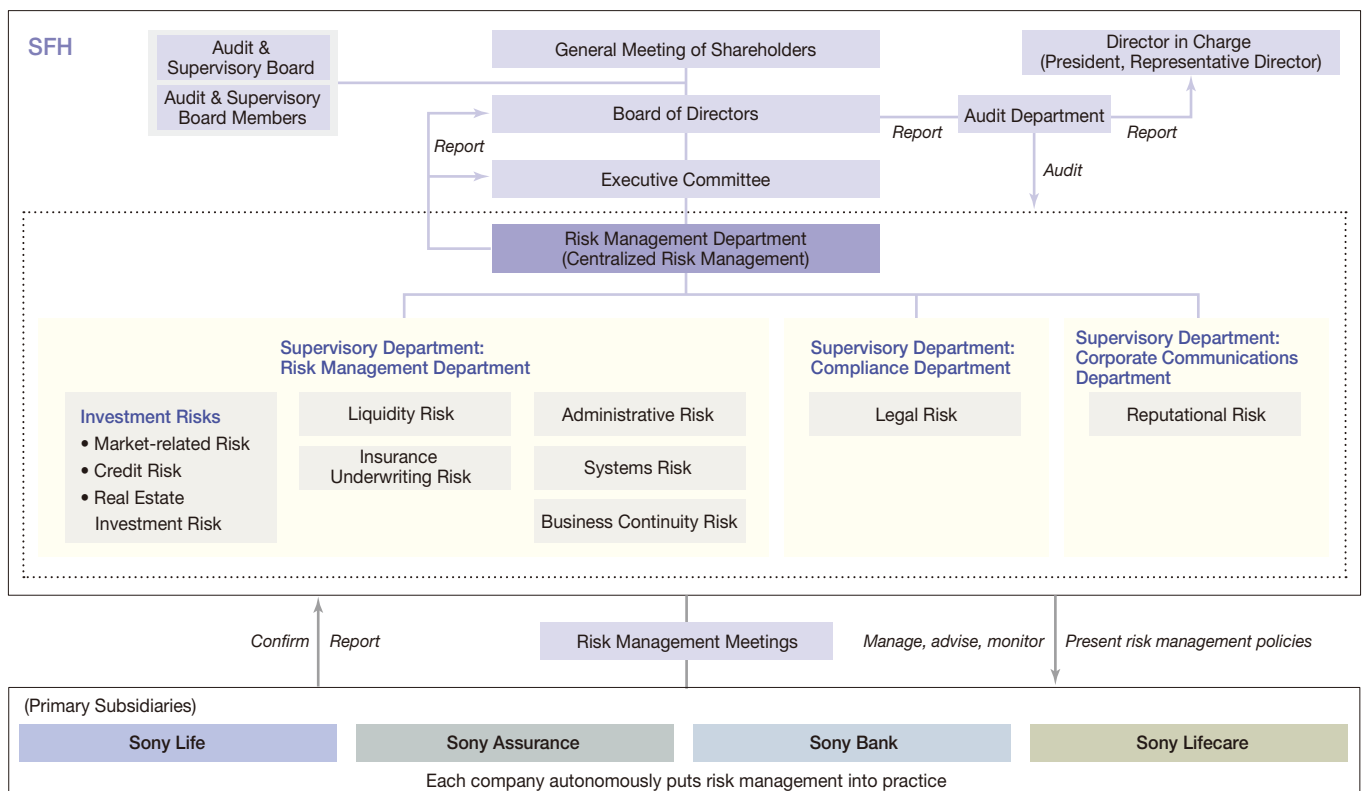 SFH
Audit &
Supervisory Board
Audit & Supervisory
Board Members
General Meeting of Shareholders
Director in Charge
(President, Representative Director)
Board of Directors
Report
Audit Department
Report
Report
Audit
Executive Committee
Risk Management Department
(Centralized Risk Management)
Supervisory Department:
Risk Management Department
Investment Risks
• Market-related Risk
• Credit Risk
• Real Estate
Investment Risk
Liquidity Risk
Insurance
Underwriting Risk
Administrative Risk
Systems Risk
Business Continuity Risk
Supervisory Department:
Compliance Department
Legal Risk
Supervisory Department:
Corporate Communications
Department
Reputational Risk
Confirm
Report
Risk Management Meetings
Manage, advise, monitor
Present risk management policies
(Primary Subsidiaries)
Sony Life
Sony Assurance
Sony Bank
Sony Lifecare
Each company autonomously puts risk management into practice